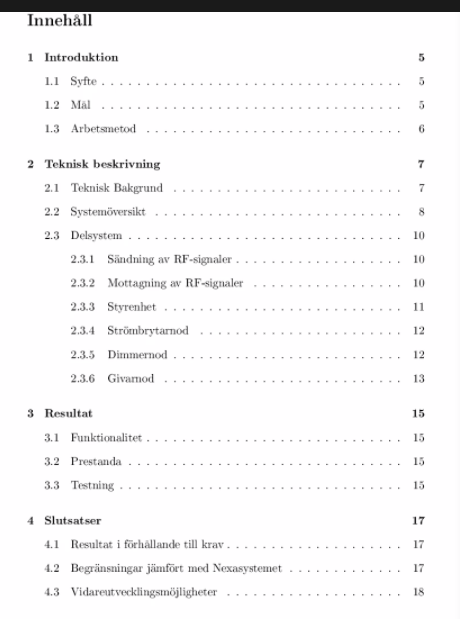 Innehåll
1 Introduktion 5
1.1 Syfte . . . . . . . . . . . . . . . . . . . . . . . . . . . . . . . . . . 5
1.2 Mål . . . . . . . . . . . . . . . . . . . . . . . . . . . . . . . . . . 5
1.3 Arbetsmetod . . . . . . . . . . . . . . . . . . . . . . . . . . . . . 6
2 Teknisk beskrivning 7
2.1 Teknisk Bakgrund . . . . . . . . . . . . . . . . . . . . . . . . . . 7
2.2 Systemöversikt . . . . . . . . . . . . . . . . . . . . . . . . . . . . 8
2.3 Delsystem . . . . . . . . . . . . . . . . . . . . . . . . . . . . . . . 10
2.3.1 Sändning av RF-signaler . . . . . . . . . . . . . . . . . . . 10
2.3.2 Mottagning av RF-signaler . . . . . . . . . . . . . . . . . 10
2.3.3 Styrenhet . . . . . . . . . . . . . . . . . . . . . . . . . . . 11
2.3.4 Strömbrytarnod . . . . . . . . . . . . . . . . . . . . . . . 12
2.3.5 Dimmernod . . . . . . . . . . . . . . . . . . . . . . . . . . 12
2.3.6 Givarnod . . . . . . . . . . . . . . . . . . . . . . . . . . . 13
3 Resultat 15
3.1 Funktionalitet . . . . . . . . . . . . . . . . . . . . . . . . . . . . . 15
3.2 Prestanda . . . . . . . . . . . . . . . . . . . . . . . . . . . . . . . 15
3.3 Testning . . . . . . . . . . . . . . . . . . . . . . . . . . . . . . . . 15
4 Slutsatser 17
4.1 Resultat i förhållande till krav . . . . . . . . . . . . . . . . . . . . 17
4.2 Begränsningar jämfört med Nexasystemet . . . . . . . . . . . . . 17
4.3 Vidareutvecklingsmöjligheter . . . . . . . . . . . . . . . . . . . . 18